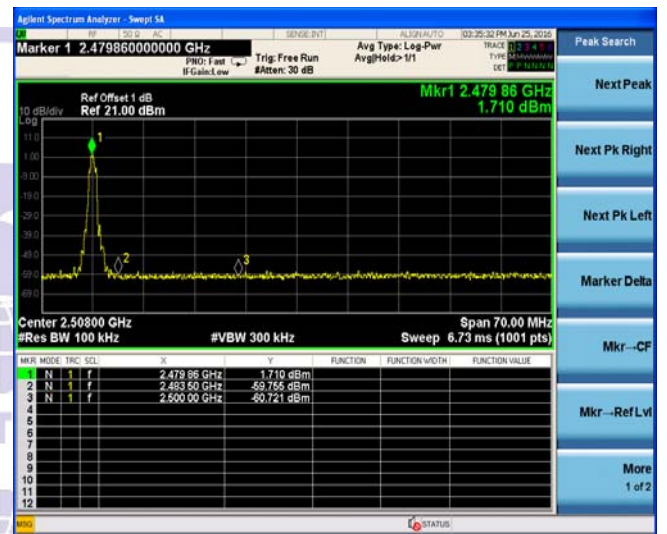 Agilent Spectrum Analyzer - Swept SA
RF 50 Ω AC SENSE:INT ALIGN AUTO 03:35:32 PM Jun 25, 2016
Marker 1 2.479860000000 GHz
PNO: Fast Trig: Free Run Avg Type: Log-Pwr TRACE 1 2 3 4 5 6
IFGain:Low #Atten: 30 dB Avg|Hold:> 1/1 TYPE
DET P P N N N N
Peak Search
Next Peak
Next Pk Right
Next Pk Left
Marker Delta
Mkr→CF
Mkr→Ref Lvl
More
1 of 2
Mkr1 2.479 86 GHz
1.710 dBm
Ref Offset 1 dB
10 dB/div Ref 21.00 dBm
Log
11.0
1.00
-9.00
-19.0
-29.0
-39.0
-49.0
-59.0
-69.0
1
2
3
Center 2.50800 GHz Span 70.00 MHz
#Res BW 100 kHz #VBW 300 kHz Sweep 6.73 ms (1001 pts)
MKR MODE TRC SCL X Y FUNCTION FUNCTION WIDTH FUNCTION VALUE
1 N 1 f 2.479 86 GHz 1.710 dBm
2 N 1 f 2.483 50 GHz -59.755 dBm
3 N 1 f 2.500 00 GHz -60.721 dBm
4
5
6
7
8
9
10
11
12
MSG STATUS